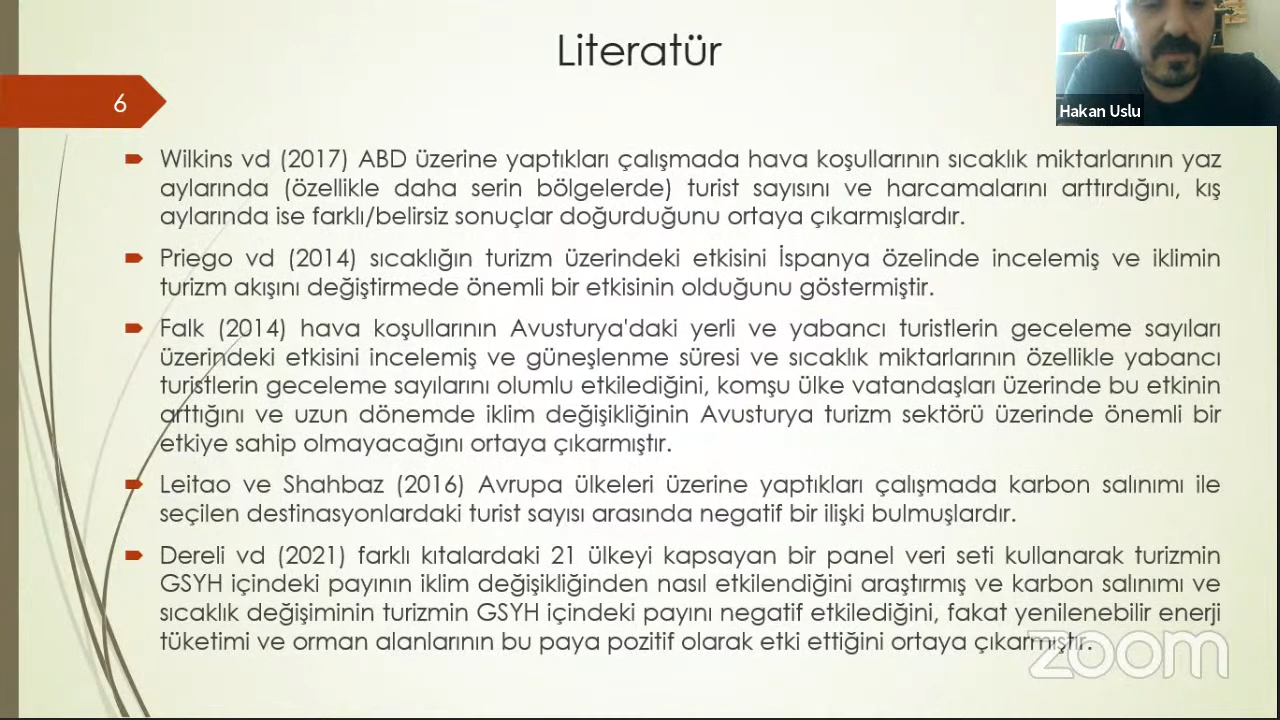 Literatür
6
Hakan Uslu
Wilkins vd (2017) ABD üzerine yaptıkları çalışmada hava koşullarının sıcaklık miktarlarının yaz
aylarında (özellikle daha serin bölgelerde) turist sayısını ve harcamalarını arttırdığını, kış
aylarında ise farklı/belirsiz sonuçlar doğurduğunu ortaya çıkarmışlardır.
Priego vd (2014) sıcaklığın turizm üzerindeki etkisini İspanya özelinde incelemiş ve iklimin
turizm akışını değiştirmede önemli bir etkisinin olduğunu göstermiştir.
Falk (2014) hava koşullarının Avusturya'daki yerli ve yabancı turistlerin geceleme sayıları
üzerindeki etkisini incelemiş ve güneşlenme süresi ve sıcaklık miktarlarının özellikle yabancı
turistlerin geceleme sayılarını olumlu etkilediğini, komşu ülke vatandaşları üzerinde bu etkinin
arttığını ve uzun dönemde iklim değişikliğinin Avusturya turizm sektörü üzerinde önemli bir
etkiye sahip olmayacağını ortaya çıkarmıştır.
Leitao ve Shahbaz (2016) Avrupa ülkeleri üzerine yaptıkları çalışmada karbon salınımı ile
seçilen destinasyonlardaki turist sayısı arasında negatif bir ilişki bulmuşlardır.
Dereli vd (2021) farklı kıtalardaki 21 ülkeyi kapsayan bir panel veri seti kullanarak turizmin
GSYH içindeki payının iklim değişikliğinden nasıl etkilendiğini araştırmış ve karbon salınımı ve
sıcaklık değişiminin turizmin GSYH içindeki payını negatif etkilediğini, fakat yenilenebilir enerji
tüketimi ve orman alanlarının bu paya pozitif olarak etki ettiğini ortaya çıkarmıştır.
zoom